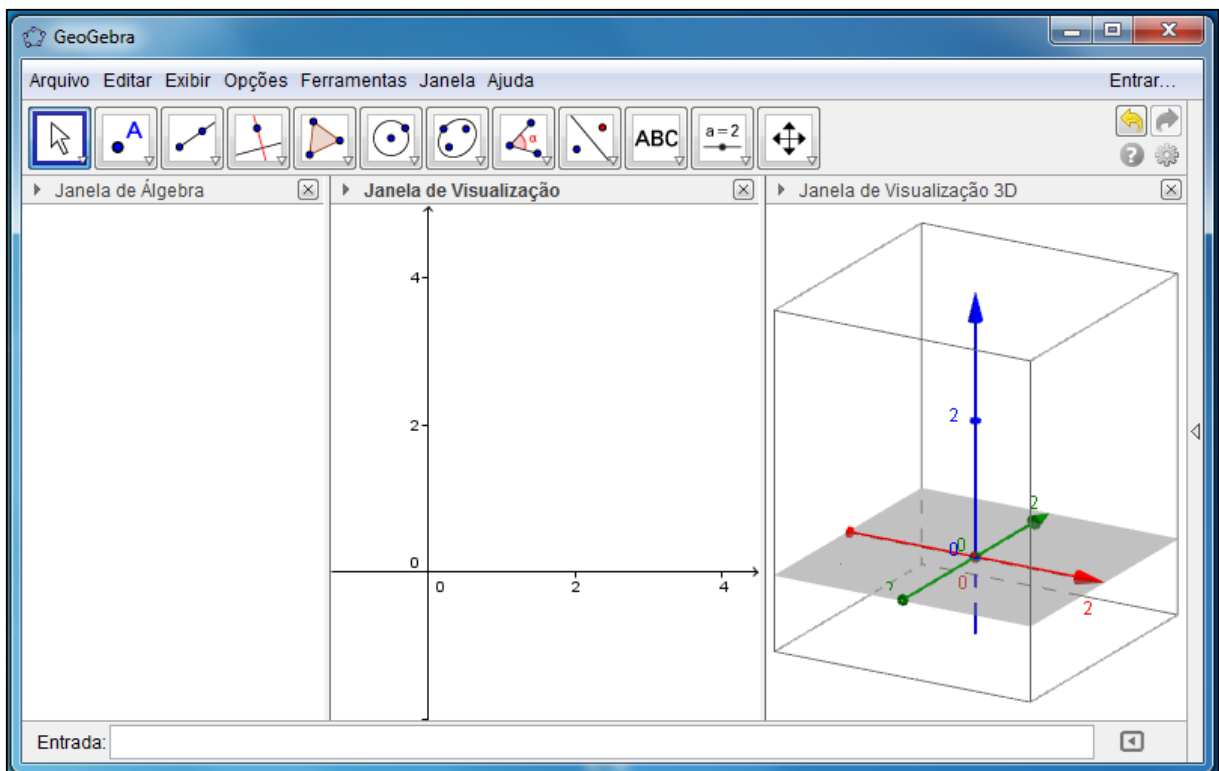 GeoGebra
Arquivo Editar Exibir Opções Ferramentas Janela Ajuda Entrar...
A α ABC a = 2
Janela de Álgebra Janela de Visualização Janela de Visualização 3D
4
2
0
0 2 4
2
2
0
0
0
2
Entrada: